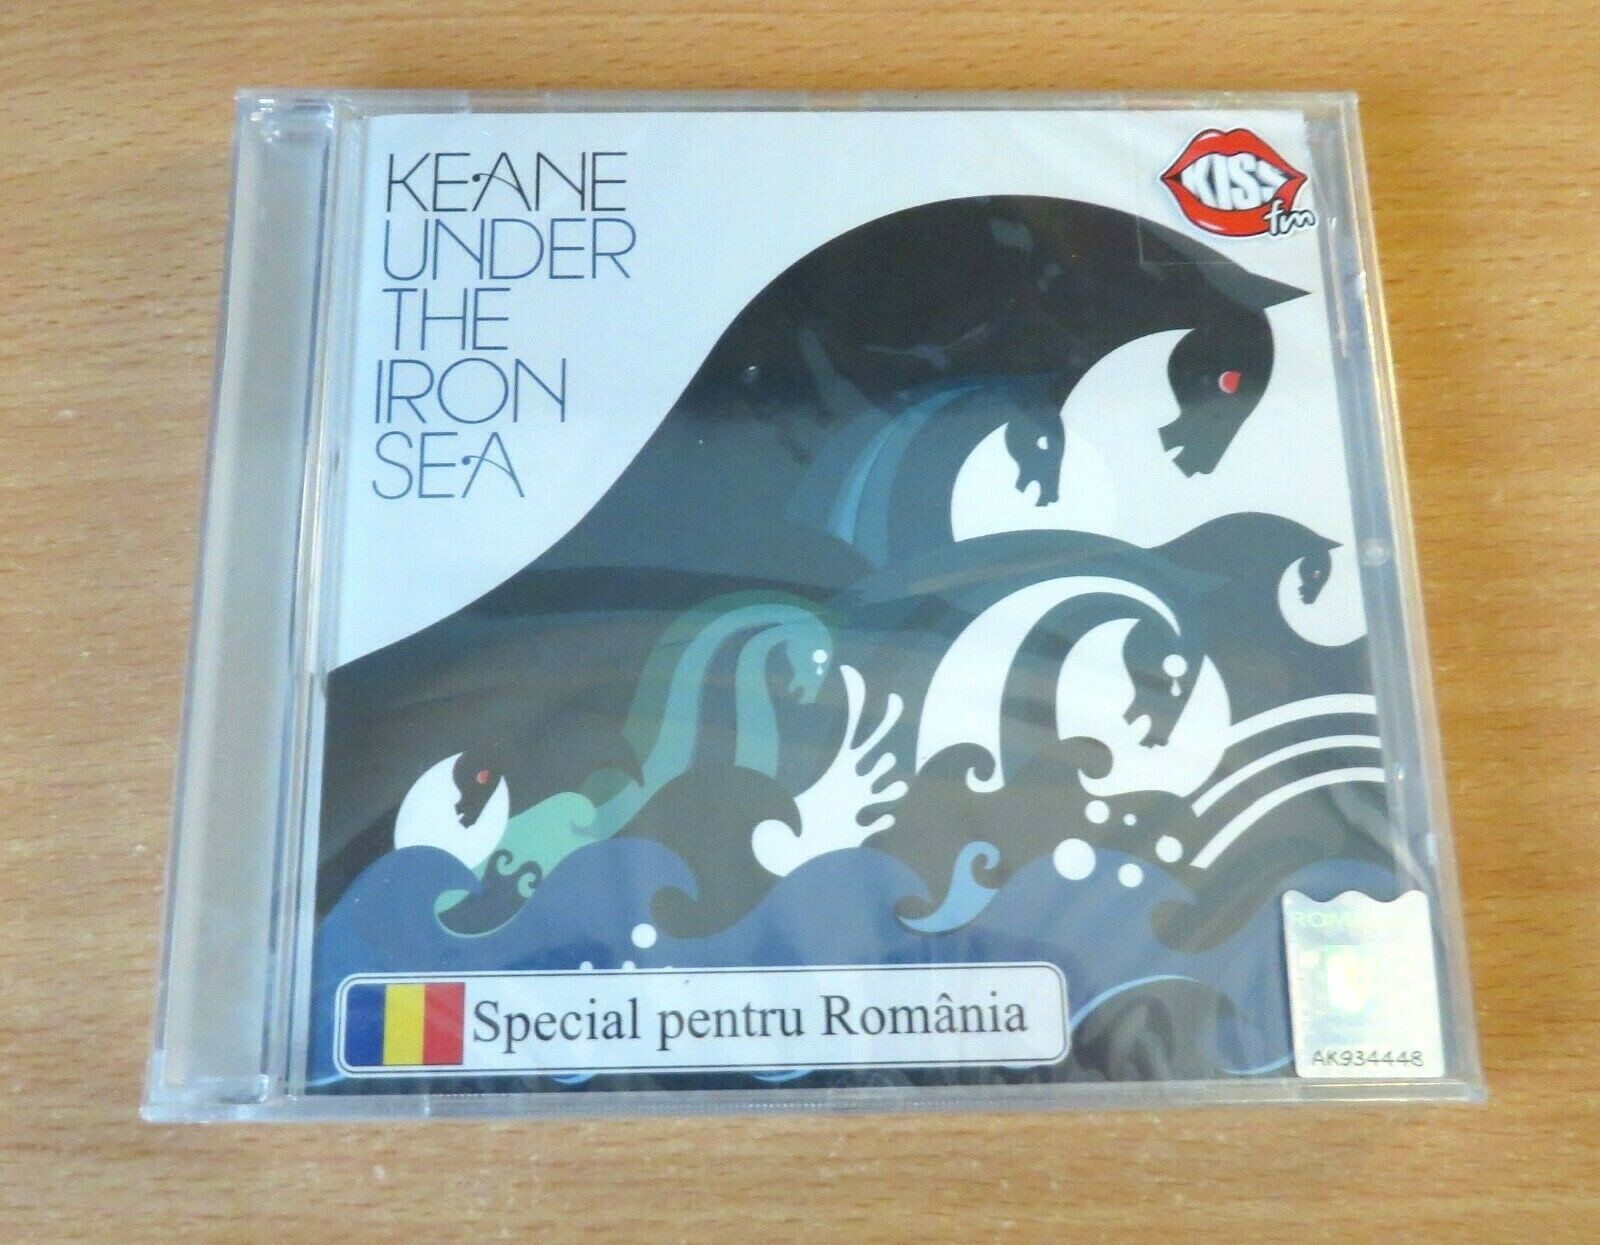 KEANE
UNDER
THE
IRON
SEA
KISS
fm
Special pentru România
AK934448